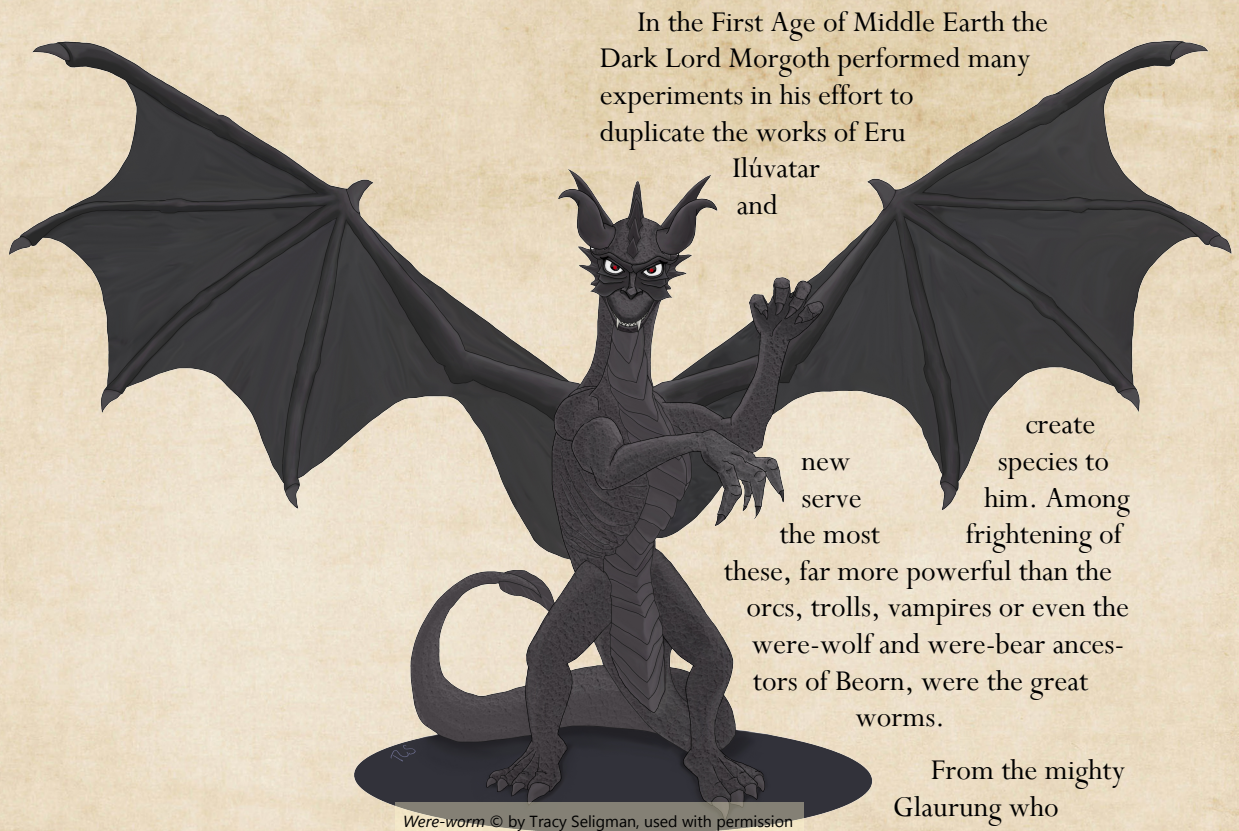 In the First Age of Middle Earth the
Dark Lord Morgoth performed many
experiments in his effort to
duplicate the works of Eru
Ilúvatar
and
create
new species to
serve him. Among
the most frightening of
these, far more powerful than the
orcs, trolls, vampires or even the
were-wolf and were-bear ances-
tors of Beorn, were the great
worms.
From the mighty
Glaurung who
TLS
Were-worm © by Tracy Seligman, used with permission